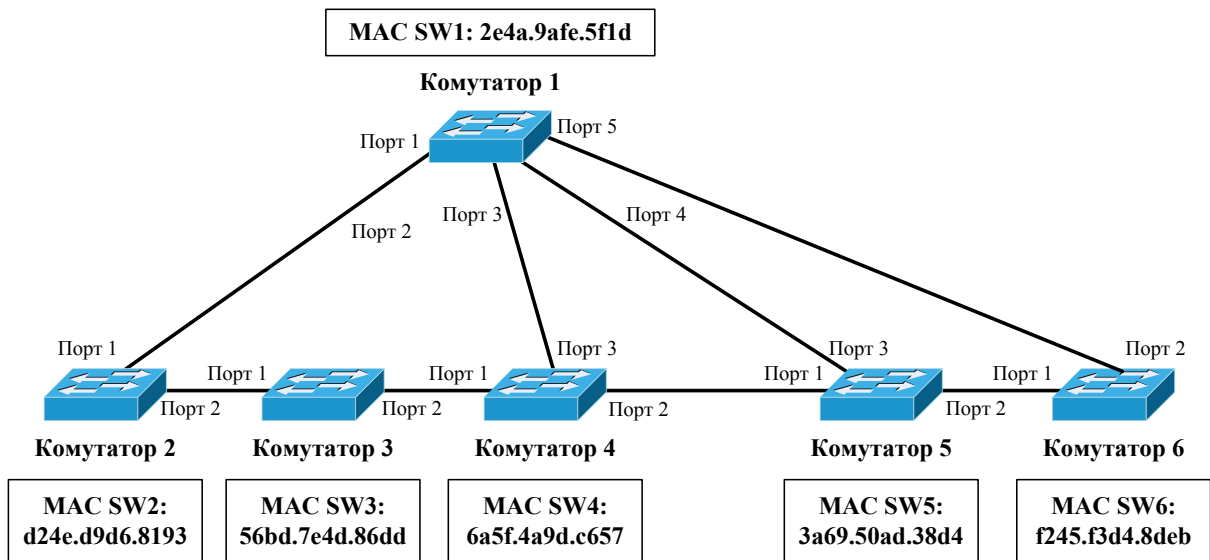 MAC SW1: 2e4a.9afe.5f1d
Комутатор 1
Порт 1
Порт 5
Порт 2
Порт 3
Порт 4
Порт 1
Порт 3
Порт 3
Порт 2
Порт 1
Порт 1
Порт 1
Порт 1
Порт 2
Порт 2
Порт 2
Порт 2
Комутатор 2
Комутатор 3
Комутатор 4
Комутатор 5
Комутатор 6
MAC SW2:
d24e.d9d6.8193
MAC SW3:
56bd.7e4d.86dd
MAC SW4:
6a5f.4a9d.c657
MAC SW5:
3a69.50ad.38d4
MAC SW6:
f245.f3d4.8deb